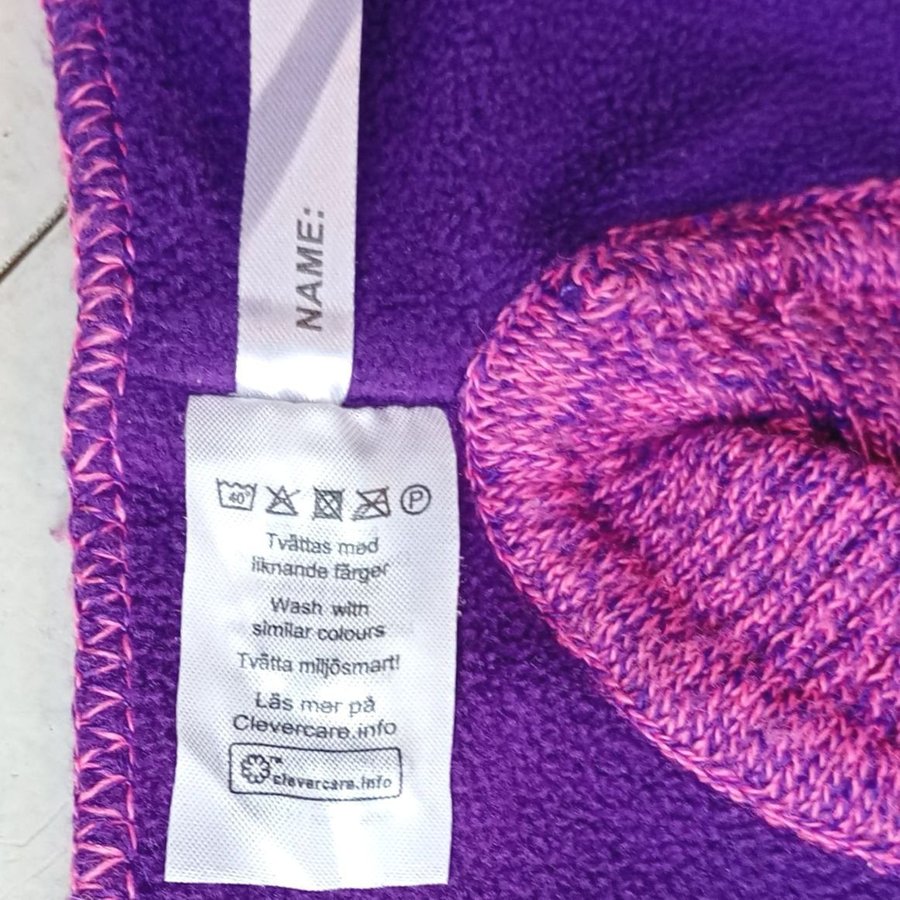 NAME:
40°
P
Tvättas med
liknande färger
Wash with
similar colours
Tvätta miljösmart!
Läs mer på
Clevercare.info
TM
clevercare.info